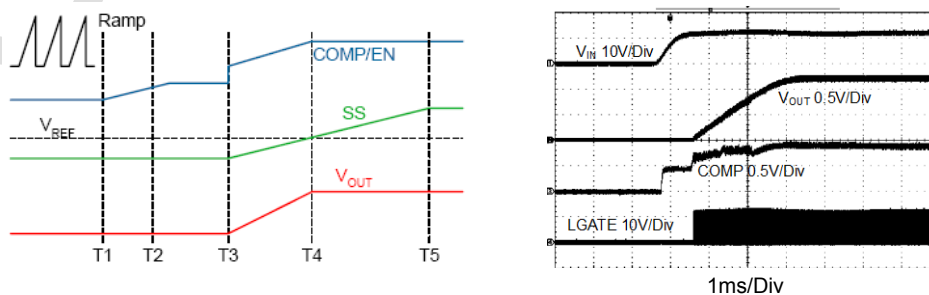 Ramp
COMP/EN
SS
VREF
VOUT
T1 T2 T3 T4 T5
VIN 10V/Div
VOUT 0.5V/Div
COMP 0.5V/Div
LGATE 10V/Div
1ms/Div